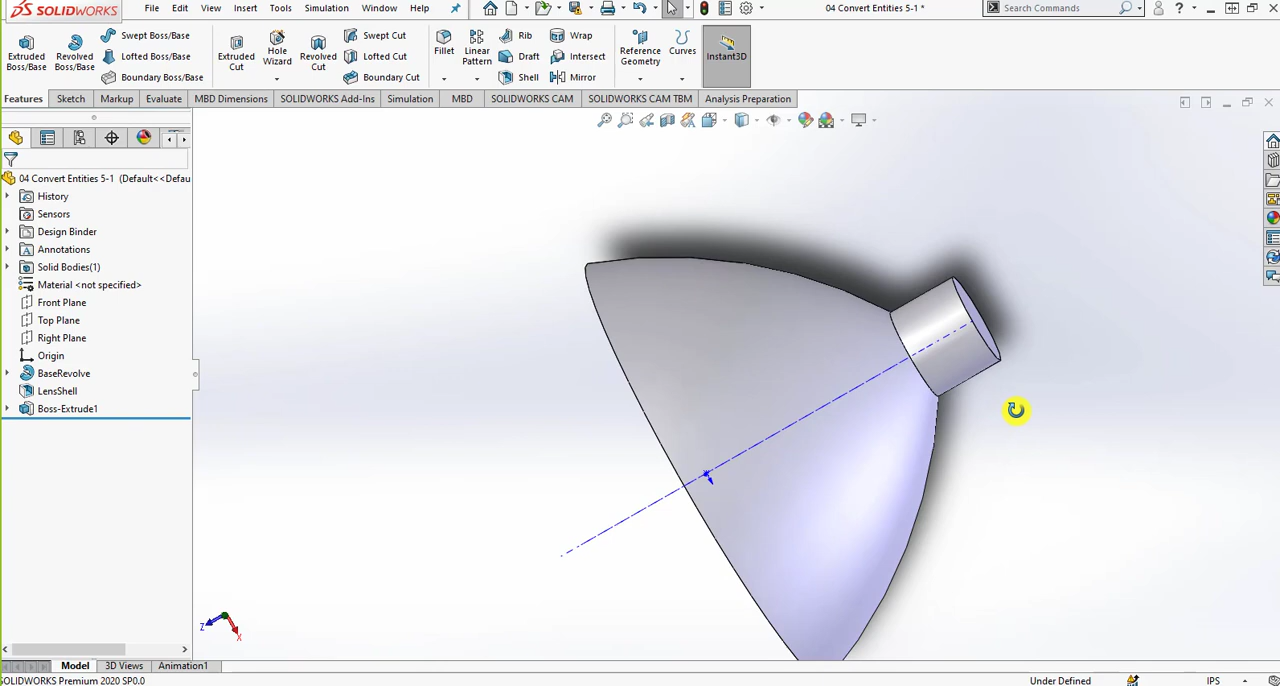 SOLIDWORKS File Edit View Insert Tools Simulation Window Help 04 Convert Entities 5-1 * Search Commands
Extruded Boss/Base
Revolved Boss/Base
Swept Boss/Base
Lofted Boss/Base
Boundary Boss/Base
Extruded Cut
Hole Wizard
Revolved Cut
Swept Cut
Lofted Cut
Boundary Cut
Fillet
Linear Pattern
Rib
Draft
Shell
Wrap
Intersect
Mirror
Reference Geometry
Curves
Instant3D
Features Sketch Markup Evaluate MBD Dimensions SOLIDWORKS Add-Ins Simulation MBD SOLIDWORKS CAM SOLIDWORKS CAM TBM Analysis Preparation
04 Convert Entities 5-1 (Default<<Defau
History
Sensors
Design Binder
Annotations
Solid Bodies(1)
Material <not specified>
Front Plane
Top Plane
Right Plane
Origin
BaseRevolve
LensShell
Boss-Extrude1
Z
X
Model 3D Views Animation1
SOLIDWORKS Premium 2020 SP0.0 Under Defined IPS